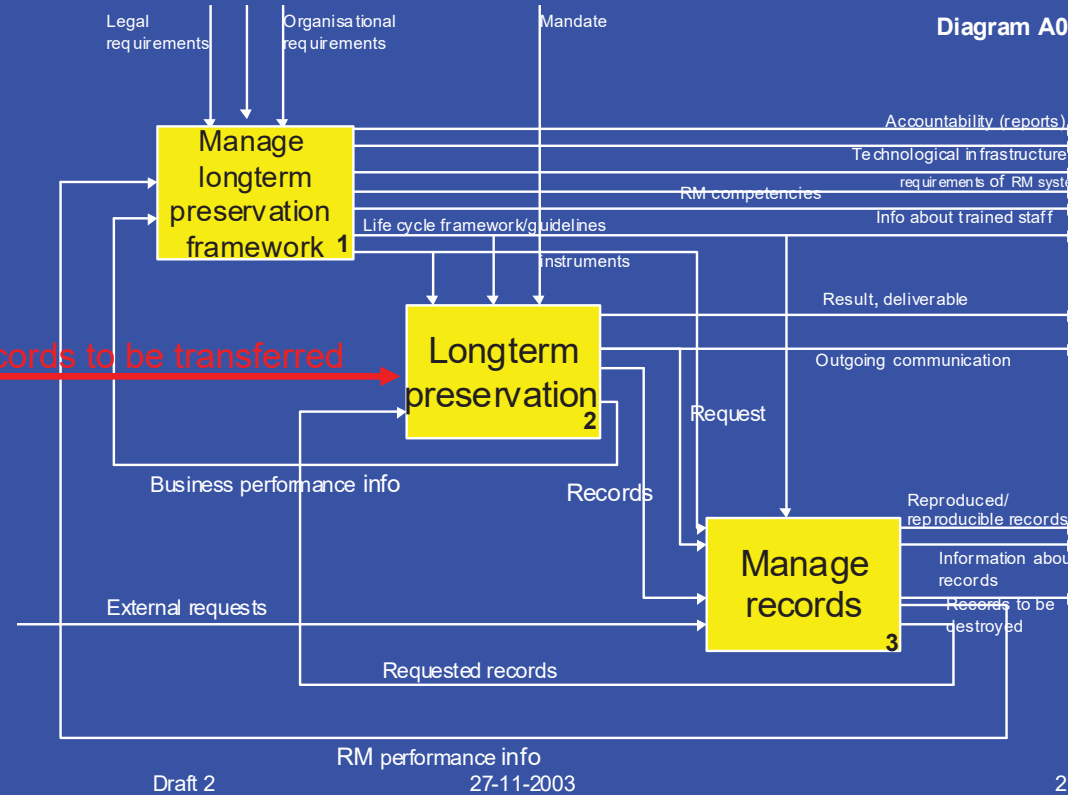 Legal
requirements
Organisational
requirements
Mandate
Diagram A0
Manage
longterm
preservation
framework 1
Accountability (reports)
Technological infrastructure
requirements of RM syste
RM competencies
Info about trained staff
Life cycle framework/guidelines
instruments
Result, deliverable
Longterm
preservation
2
cords to be transferred
Outgoing communication
Request
Business performance info
Records
Reproduced/
reproducible records
Manage
records
3
Information abou
records
Records to be
destroyed
External requests
Requested records
RM performance info
Draft 2
27-11-2003
2